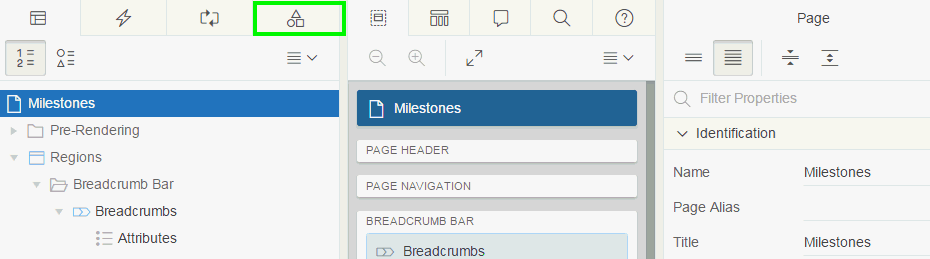 Page
Milestones
Pre-Rendering
Regions
Breadcrumb Bar
Breadcrumbs
Attributes
Milestones
PAGE HEADER
PAGE NAVIGATION
BREADCRUMB BAR
Breadcrumbs
Filter Properties
Identification
Name Milestones
Page Alias
Title Milestones